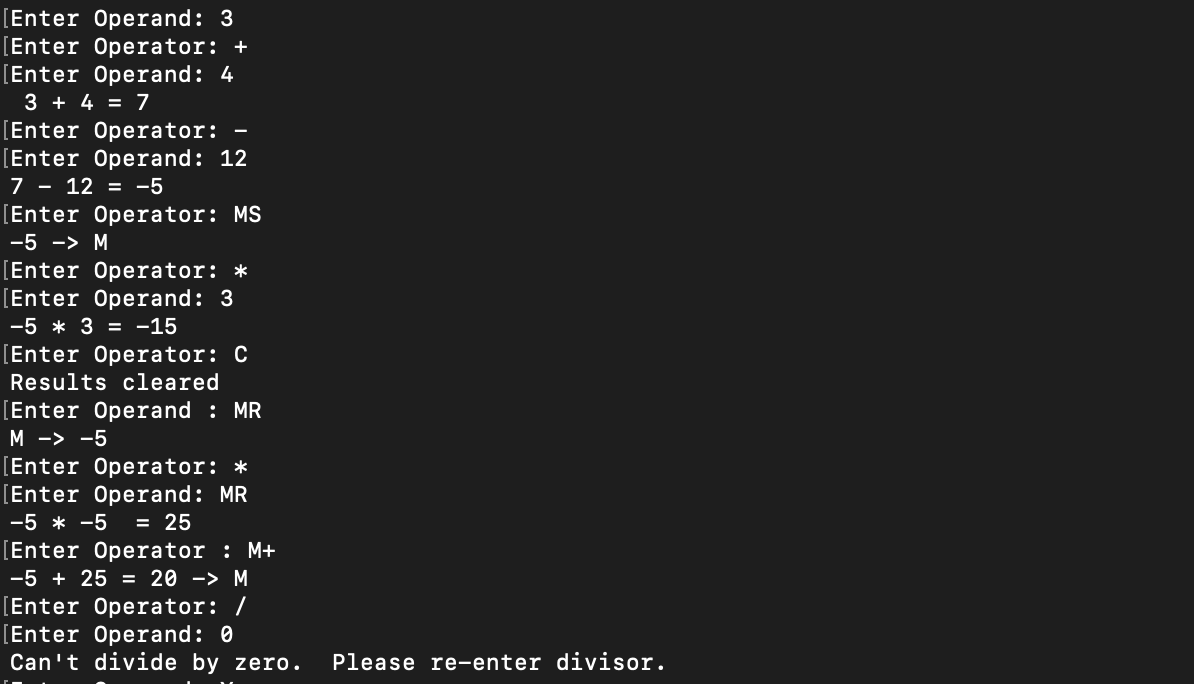 [Enter Operand: 3
[Enter Operator: +
[Enter Operand: 4
 3 + 4 = 7
[Enter Operator: -
[Enter Operand: 12
7 - 12 = -5
[Enter Operator: MS
-5 -> M
[Enter Operator: *
[Enter Operand: 3
-5 * 3 = -15
[Enter Operator: C
Results cleared
[Enter Operand : MR
M -> -5
[Enter Operator: *
[Enter Operand: MR
-5 * -5  = 25
[Enter Operator : M+
-5 + 25 = 20 -> M
[Enter Operator: /
[Enter Operand: 0
Can't divide by zero.  Please re-enter divisor.